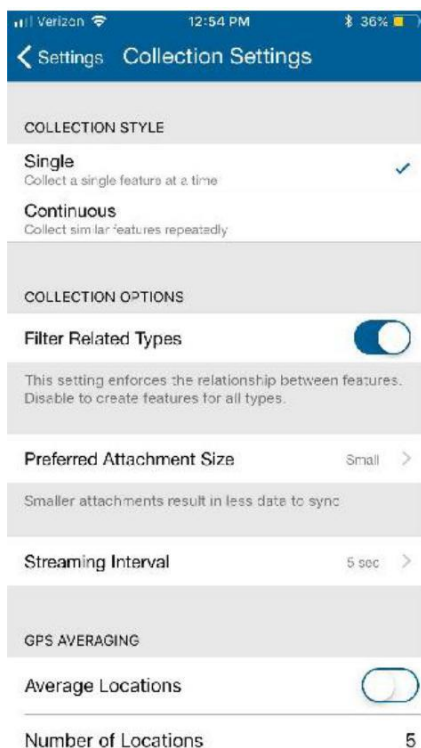 Verizon 12:54 PM 36%
Settings Collection Settings
COLLECTION STYLE
Single
Collect a single feature at a time
Continuous
Collect similar features repeatedly
COLLECTION OPTIONS
Filter Related Types
This setting enforces the relationship between features.
Disable to create features for all types.
Preferred Attachment Size Small
Smaller attachments result in less data to sync
Streaming Interval 5 sec
GPS AVERAGING
Average Locations
Number of Locations 5